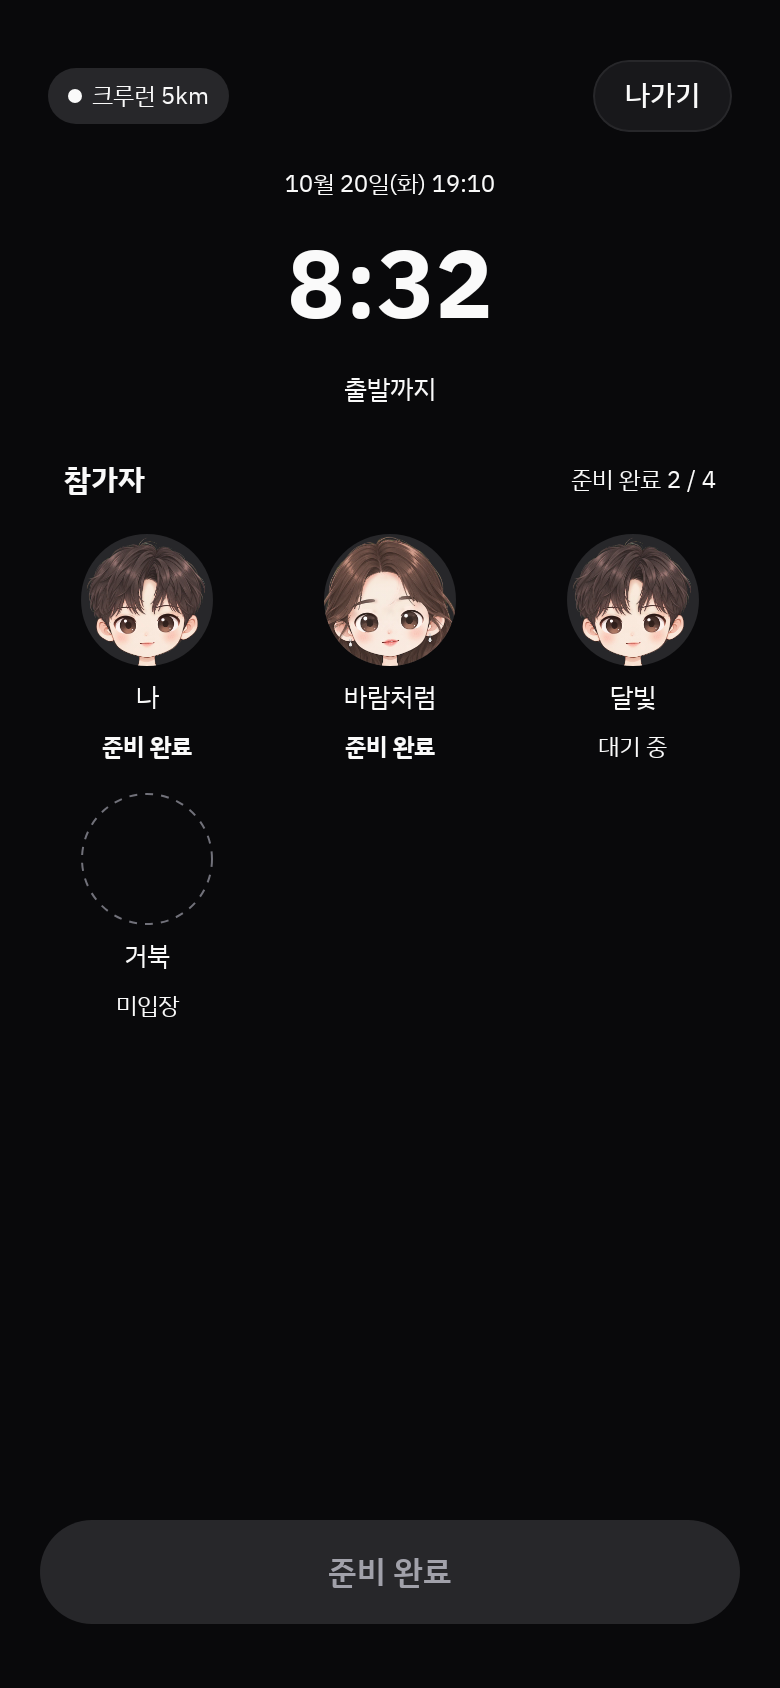 크루런 5km
나가기
10월 20일(화) 19:10
8:32
출발까지
참가자
준비 완료 2 / 4
나
바람처럼
달빛
준비 완료
준비 완료
대기 중
거북
미입장
준비 완료